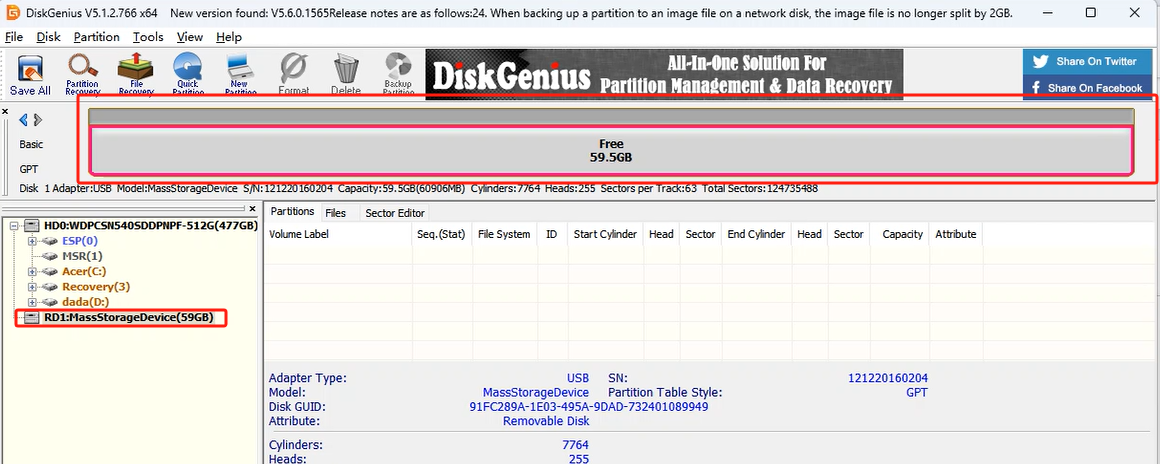 DiskGenius V5.1.2.766 x64    New version found: V5.6.0.1565Release notes are as follows:24. When backing up a partition to an image file on a network disk, the image file is no longer split by 2GB.
File Disk Partition Tools View Help
Save All Partition Recovery File Recovery Quick Partition New Partition Format Delete Backup Partition
DiskGenius All-In-One Solution For
Partition Management & Data Recovery
Share On Twitter
Share On Facebook
Basic
GPT
Free
59.5GB
Disk 1 Adapter:USB Model:MassStorageDevice S/N:121220160204 Capacity:59.5GB(60906MB) Cylinders:7764 Heads:255 Sectors per Track:63 Total Sectors:124735488
HD0:WDPCSN540SDDPNPF-512G(477GB)
ESP(0)
MSR(1)
Acer(C:)
Recovery(3)
dada(D:)
RD1:MassStorageDevice(59GB)
Partitions Files Sector Editor
Volume Label Seq.(Stat) File System ID Start Cylinder Head Sector End Cylinder Head Sector Capacity Attribute
Adapter Type: USB SN: 121220160204
Model: MassStorageDevice Partition Table Style: GPT
Disk GUID: 91FC289A-1E03-495A-9DAD-732401089949
Attribute: Removable Disk
Cylinders: 7764
Heads: 255